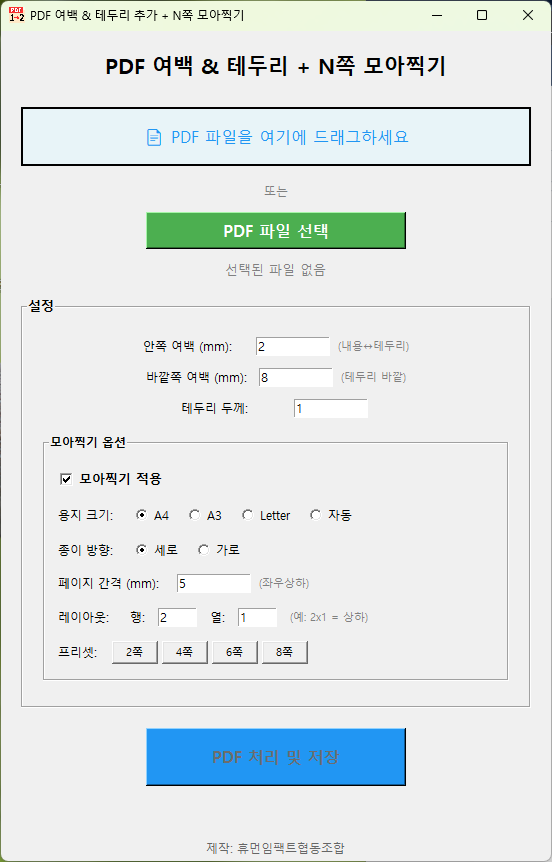 PDF 여백 & 테두리 추가 + N쪽 모아찍기
PDF 여백 & 테두리 + N쪽 모아찍기
PDF 파일을 여기에 드래그하세요
또는
PDF 파일 선택
선택된 파일 없음
설정
안쪽 여백 (mm): 2 (내용↔테두리)
바깥쪽 여백 (mm): 8 (테두리 바깥)
테두리 두께: 1
모아찍기 옵션
모아찍기 적용
용지 크기: A4 A3 Letter 자동
종이 방향: 세로 가로
페이지 간격 (mm): 5 (좌우상하)
레이아웃: 행: 2 열: 1 (예: 2x1 = 상하)
프리셋: 2쪽 4쪽 6쪽 8쪽
PDF 처리 및 저장
제작: 휴먼임팩트협동조합